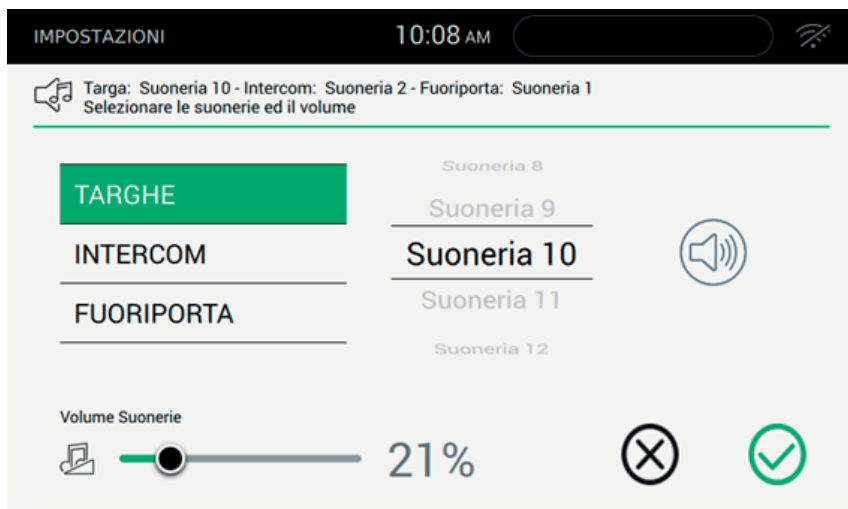 IMPOSTAZIONI 10:08 AM
Targa: Suoneria 10 - Intercom: Suoneria 2 - Fuoriporta: Suoneria 1
Selezionare le suonerie ed il volume
TARGHE
INTERCOM
FUORIPORTA
Suoneria 8
Suoneria 9
Suoneria 10
Suoneria 11
Suoneria 12
Volume Suonerie
21%